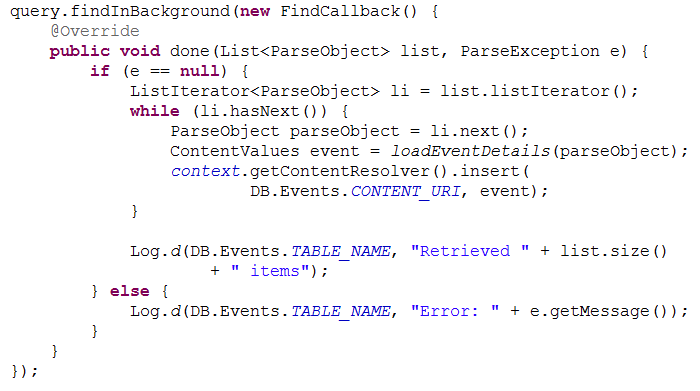 query.findInBackground(new FindCallback() {
    @Override
    public void done(List<ParseObject> list, ParseException e) {
        if (e == null) {
            ListIterator<ParseObject> li = list.listIterator();
            while (li.hasNext()) {
                ParseObject parseObject = li.next();
                ContentValues event = loadEventDetails(parseObject);
                context.getContentResolver().insert(
                        DB.Events.CONTENT_URI, event);
            }

            Log.d(DB.Events.TABLE_NAME, "Retrieved " + list.size()
                    + " items");
        } else {
            Log.d(DB.Events.TABLE_NAME, "Error: " + e.getMessage());
        }
    }
});